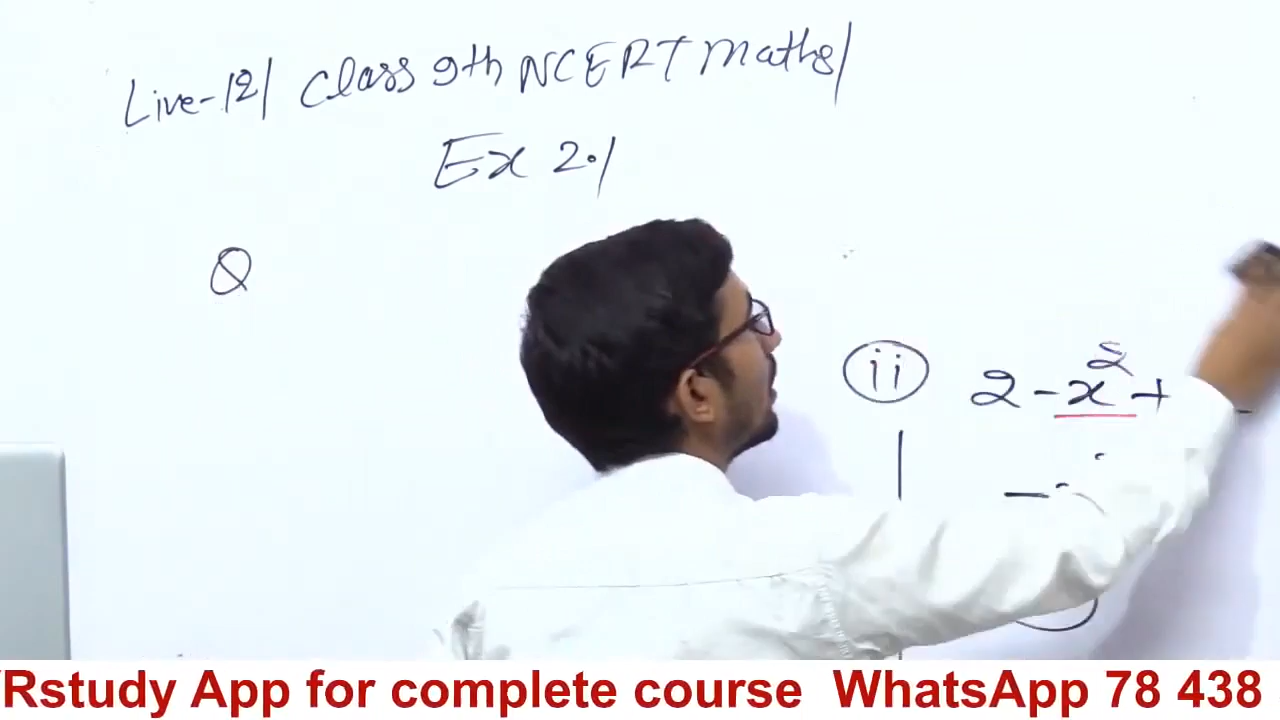 Live-12/ Class 9th NCERT Maths/
Ex 2.1
Q
ii 2 - x² +
Rstudy App for complete course WhatsApp 78 438